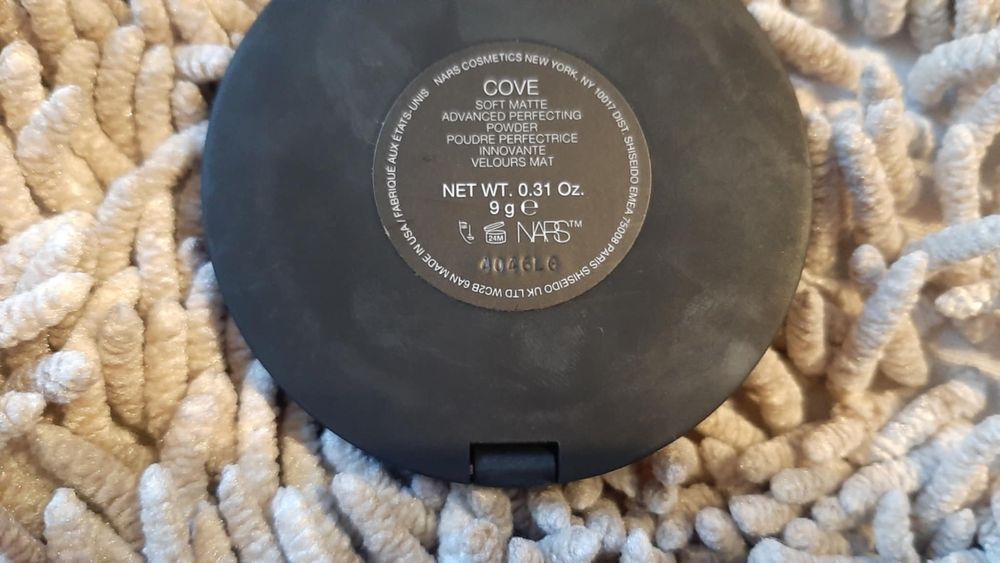 COVE
SOFT MATTE
ADVANCED PERFECTING
POWDER
POUDRE PERFECTRICE
INNOVANTE
VELOURS MAT
NET WT. 0.31 Oz.
9 g ℮
24M NARS™
4046L6
NARS COSMETICS NEW YORK, NY 10017 DIST. SHISEIDO EMEA 75008 PARIS SHISEIDO UK LTD WC2B 6AN MADE IN USA / FABRIQUÉ AUX ÉTATS-UNIS